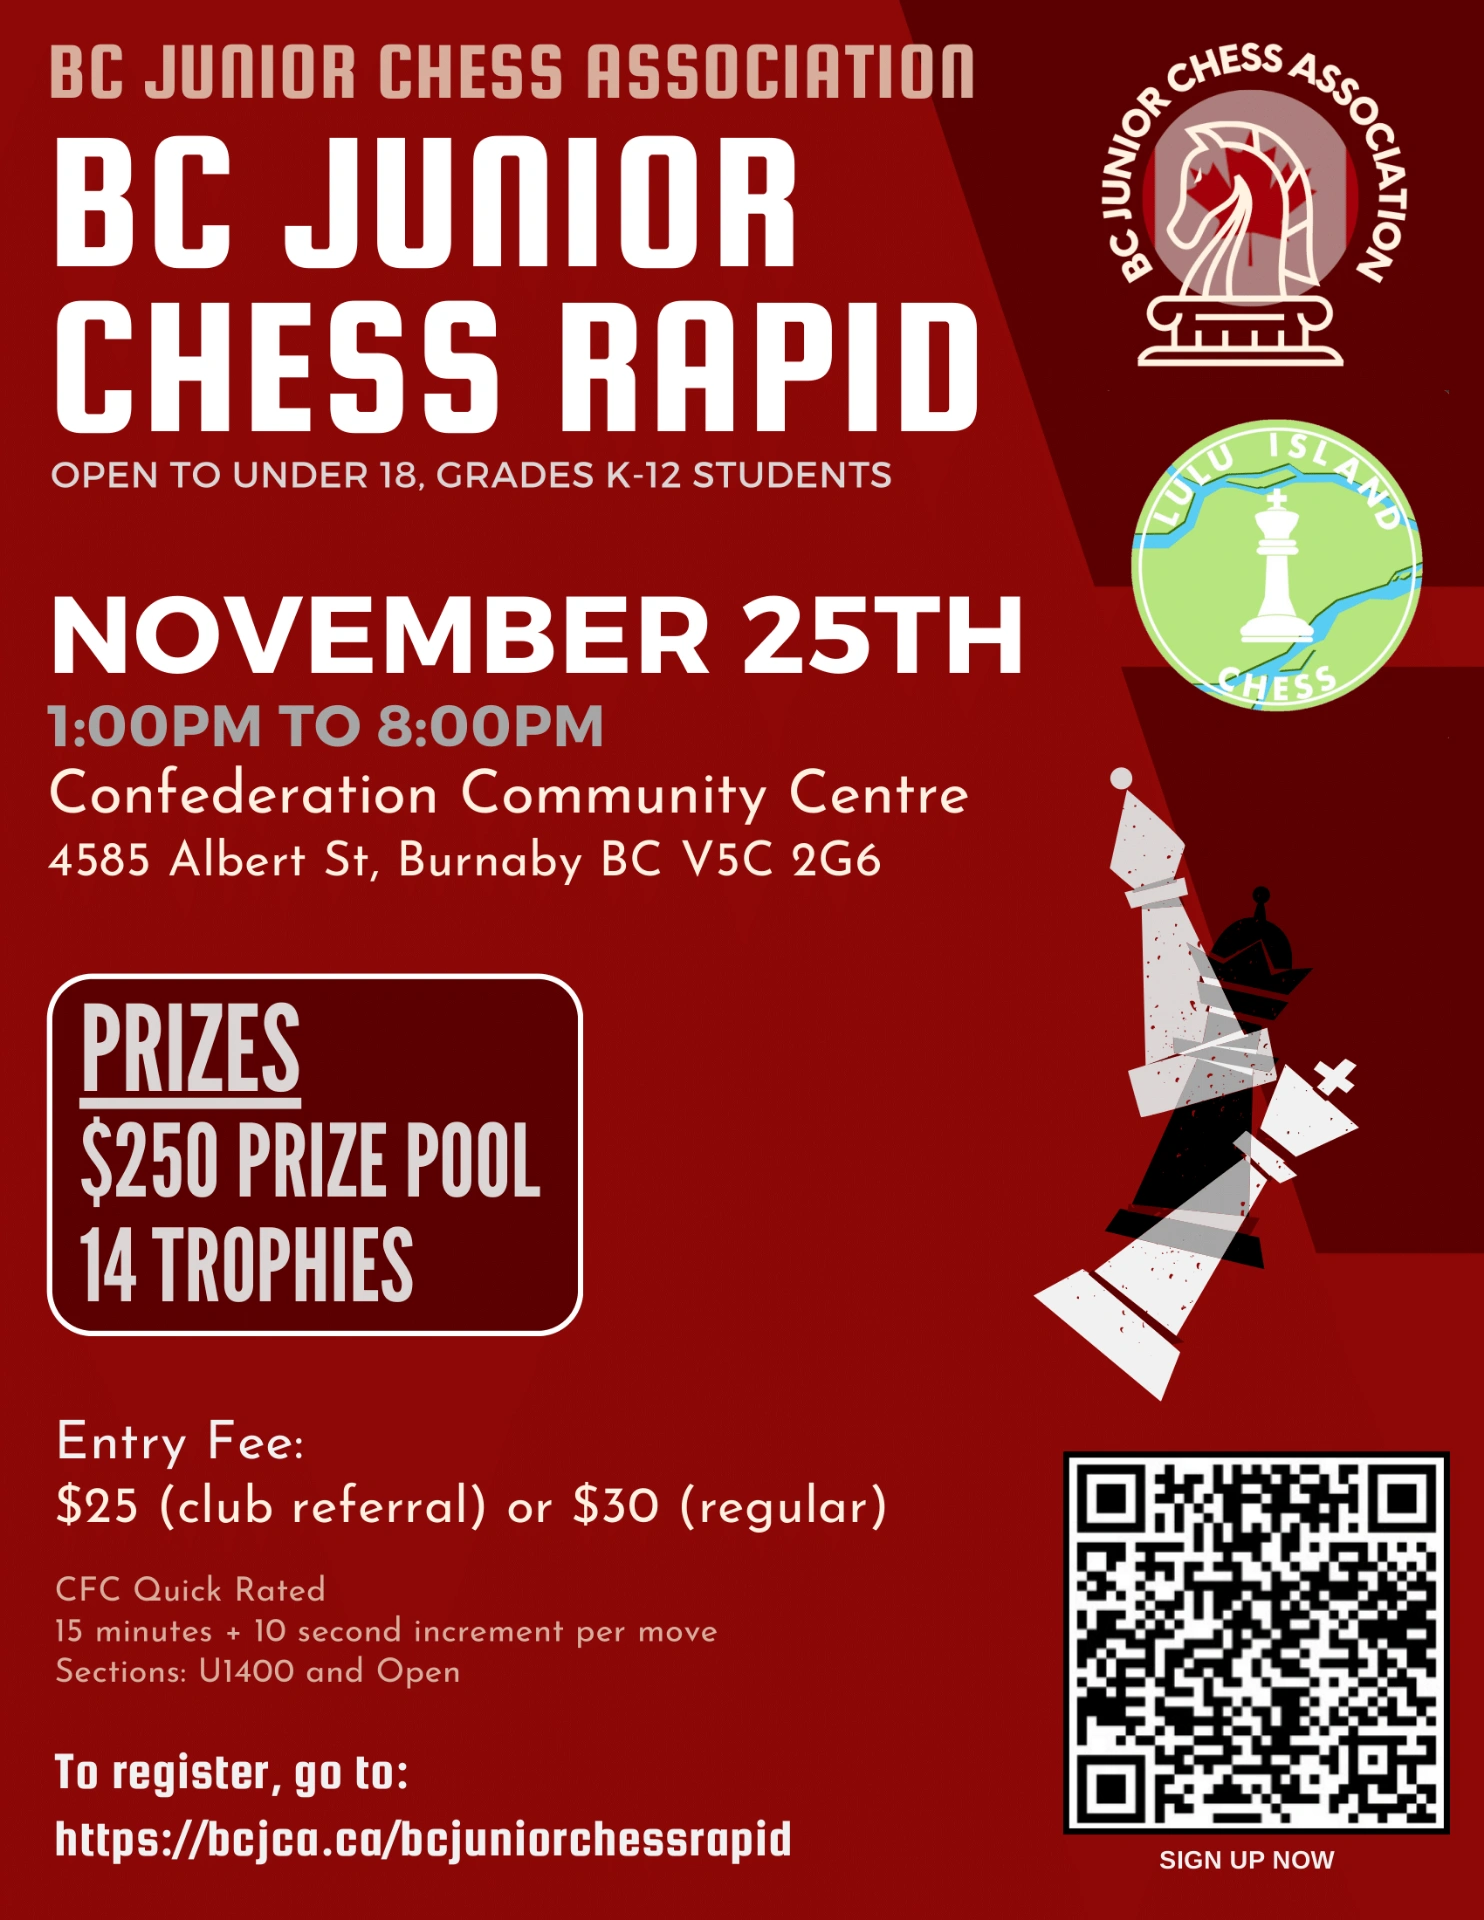 BC JUNIOR CHESS ASSOCIATION
BC JUNIOR
CHESS RAPID
OPEN TO UNDER 18, GRADES K-12 STUDENTS
BC JUNIOR CHESS ASSOCIATION
LULU ISLAND
CHESS
NOVEMBER 25TH
1:00PM TO 8:00PM
Confederation Community Centre
4585 Albert St, Burnaby BC V5C 2G6
PRIZES
$250 PRIZE POOL
14 TROPHIES
Entry Fee:
$25 (club referral) or $30 (regular)
CFC Quick Rated
15 minutes + 10 second increment per move
Sections: U1400 and Open
To register, go to:
https://bcjca.ca/bcjuniorchessrapid
SIGN UP NOW